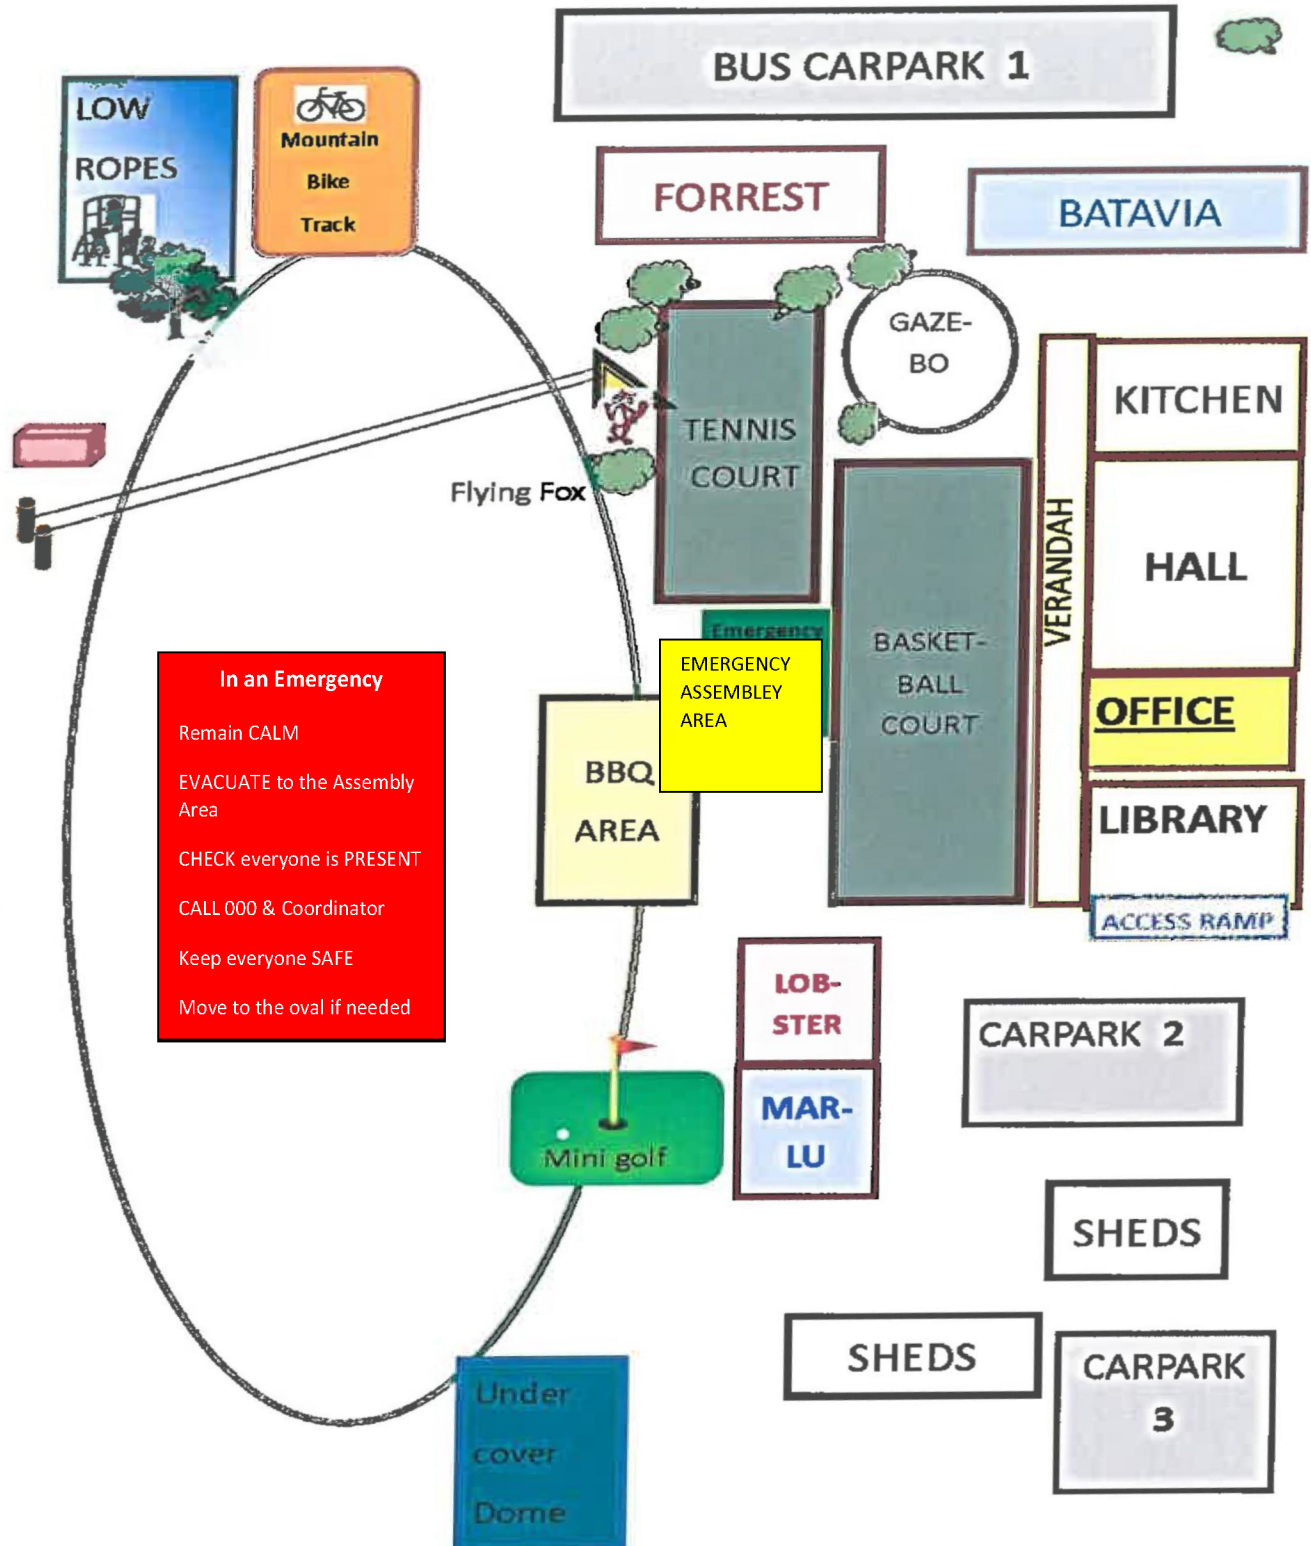 BUS CARPARK 1
LOW
ROPES
Mountain
Bike
Track
FORREST
BATAVIA
GAZE-
BO
KITCHEN
TENNIS
COURT
Flying Fox
VERANDAH
HALL
Emergency
EMERGENCY
ASSEMBLEY
AREA
BASKET-
BALL
COURT
In an Emergency
Remain CALM
EVACUATE to the Assembly
Area
CHECK everyone is PRESENT
CALL 000 & Coordinator
Keep everyone SAFE
Move to the oval if needed
OFFICE
BBQ
AREA
LIBRARY
ACCESS RAMP
LOB-
STER
CARPARK 2
MAR-
LU
Mini golf
SHEDS
SHEDS
CARPARK
3
Under
cover
Dome